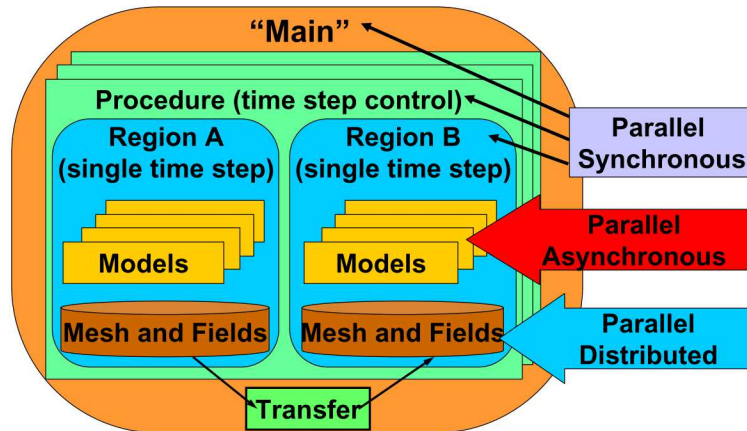 “Main”
Procedure (time step control)
Region A
(single time step)
Models
Mesh and Fields
Region B
(single time step)
Models
Mesh and Fields
Transfer
Parallel
Synchronous
Parallel
Asynchronous
Parallel
Distributed